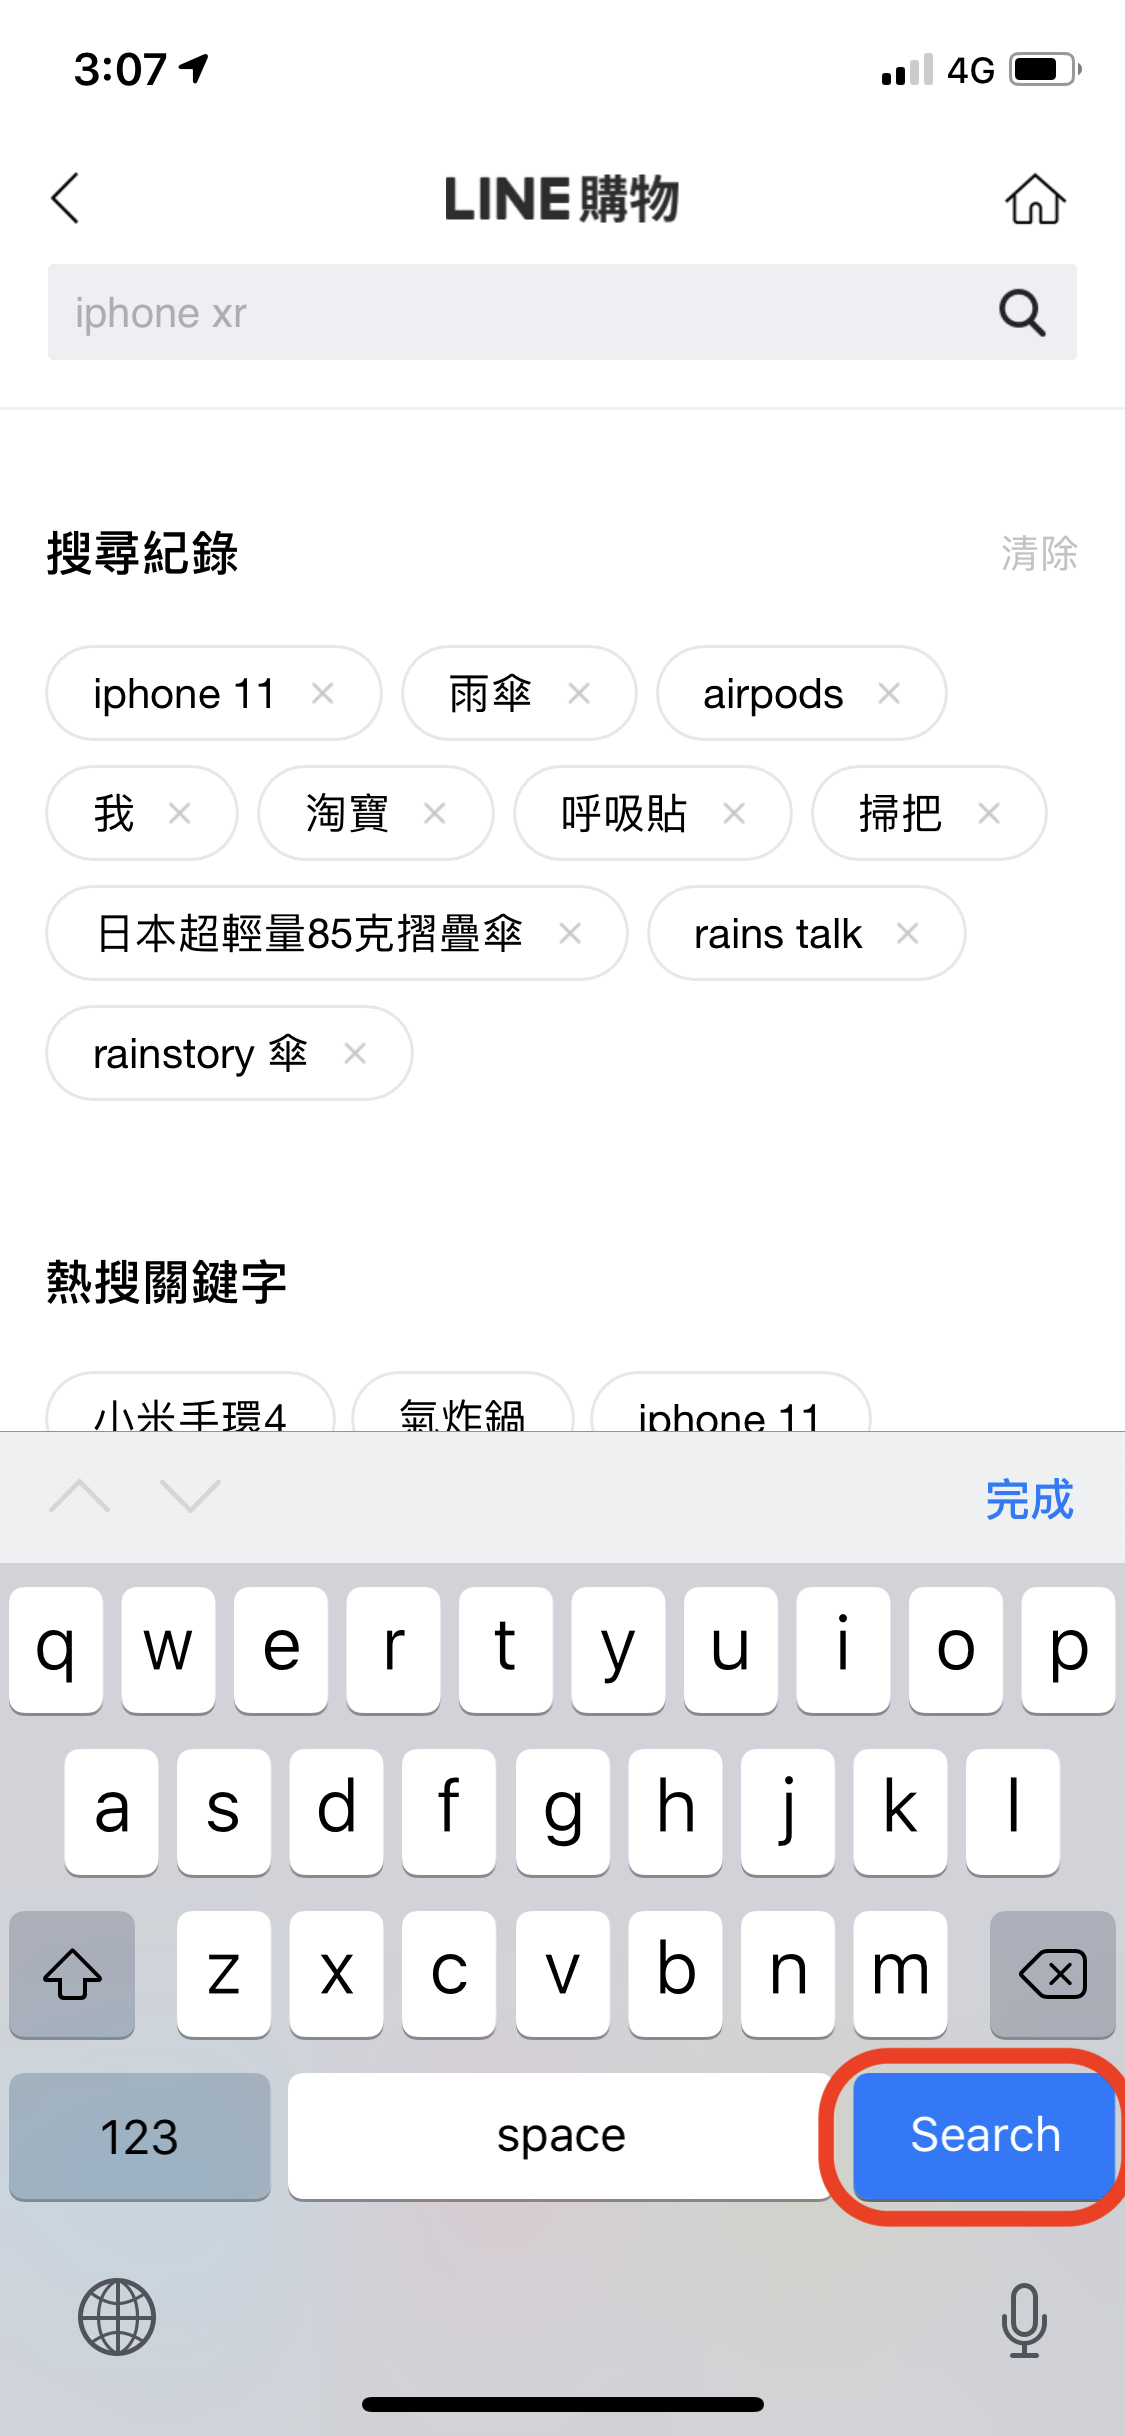 3:07 4G
LINE購物
iphone xr
搜尋紀錄 清除
iphone 11 × 雨傘 × airpods ×
我 × 淘寶 × 呼吸貼 × 掃把 ×
日本超輕量85克摺疊傘 × rains talk ×
rainstory 傘 ×
熱搜關鍵字
小米手環4 氣炸鍋 iphone 11
完成
q w e r t y u i o p
a s d f g h j k l
z x c v b n m
123 space Search